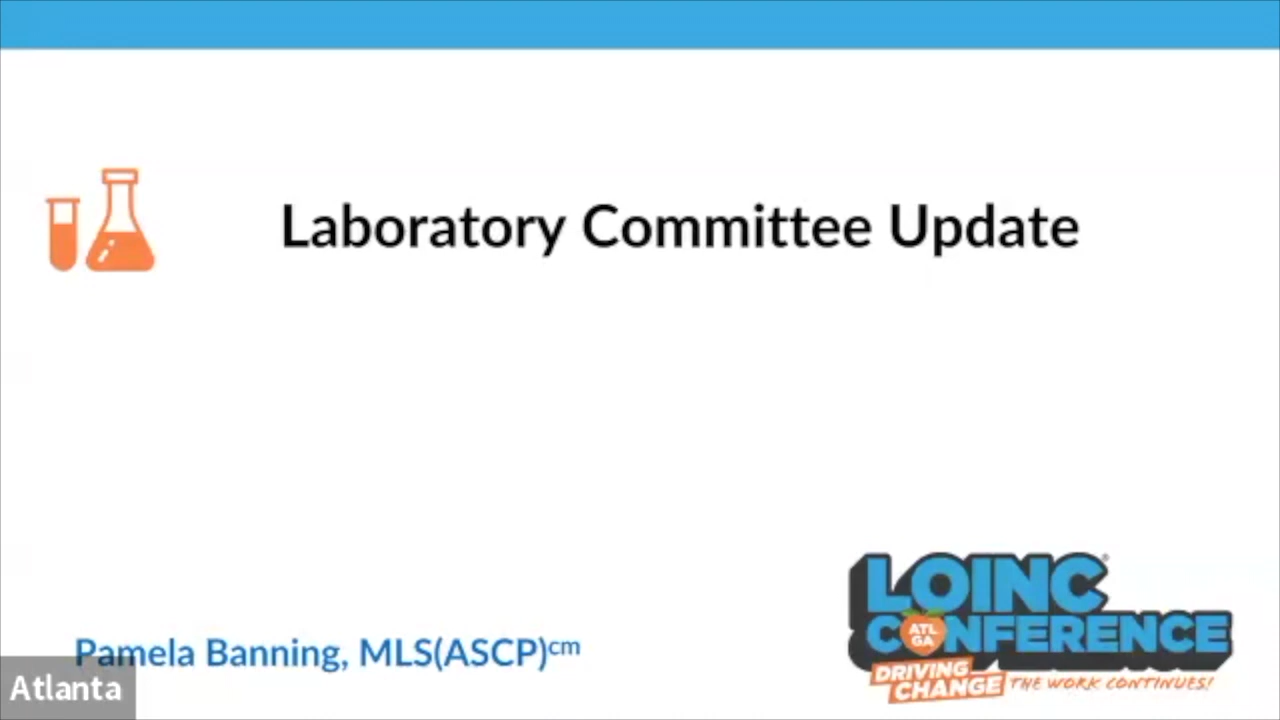 Laboratory Committee Update
LOINC®
CONFERENCE
ATL
GA
DRIVING
CHANGE THE WORK CONTINUES!
Pamela Banning, MLS(ASCP)cm
Atlanta